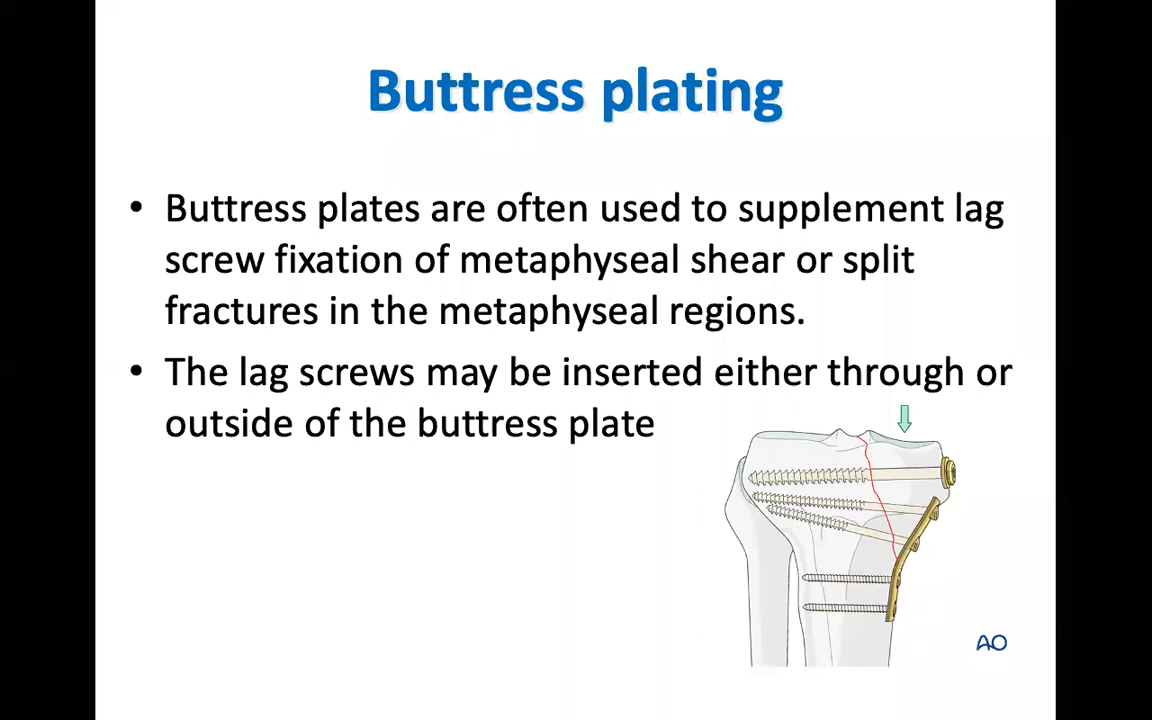 Buttress plating
• Buttress plates are often used to supplement lag
screw fixation of metaphyseal shear or split
fractures in the metaphyseal regions.
• The lag screws may be inserted either through or
outside of the buttress plate
AO